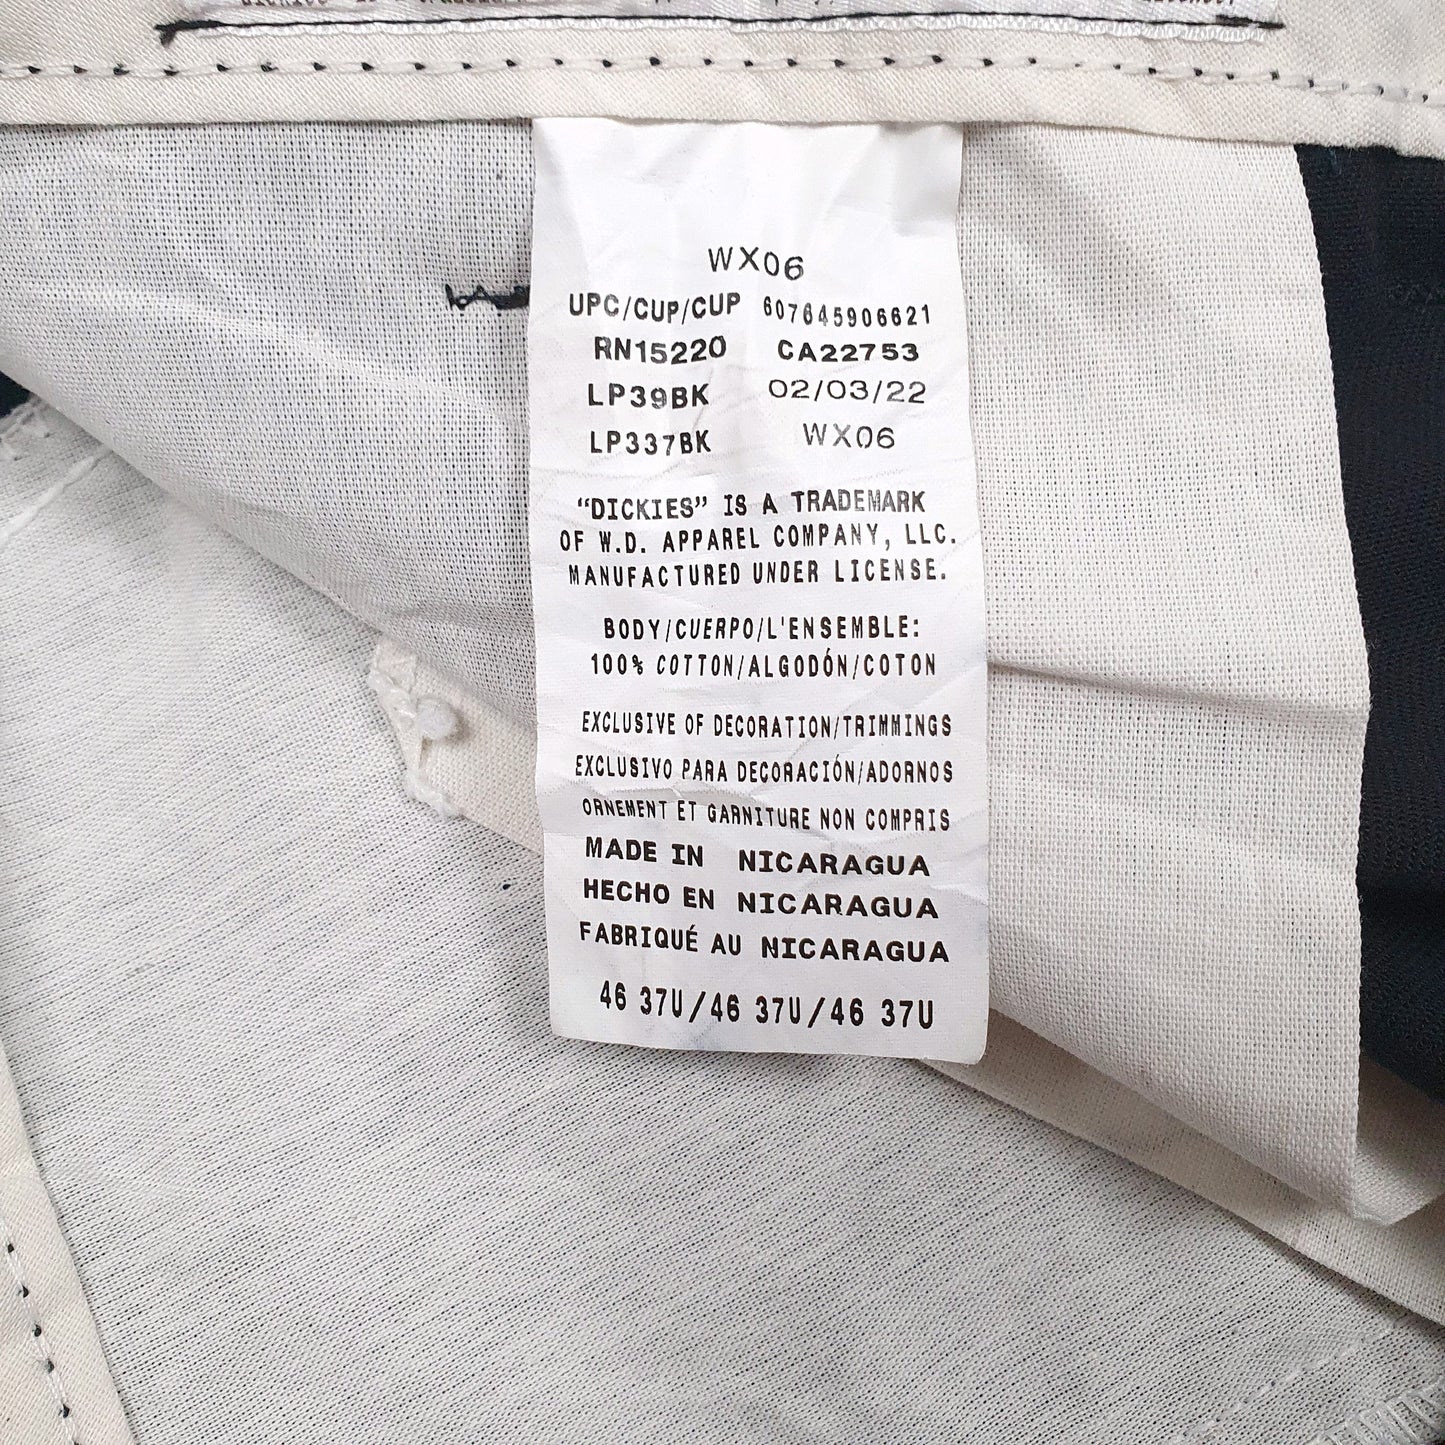 WX06
UPC/CUP/CUP 607645906621
RN15220 CA22753
LP39BK 02/03/22
LP337BK WX06
“DICKIES” IS A TRADEMARK
OF W.D. APPAREL COMPANY, LLC.
MANUFACTURED UNDER LICENSE.
BODY/CUERPO/L'ENSEMBLE:
100% COTTON/ALGODÓN/COTON
EXCLUSIVE OF DECORATION/TRIMMINGS
EXCLUSIVO PARA DECORACIÓN/ADORNOS
ORNEMENT ET GARNITURE NON COMPRIS
MADE IN NICARAGUA
HECHO EN NICARAGUA
FABRIQUÉ AU NICARAGUA
46 37U/46 37U/46 37U